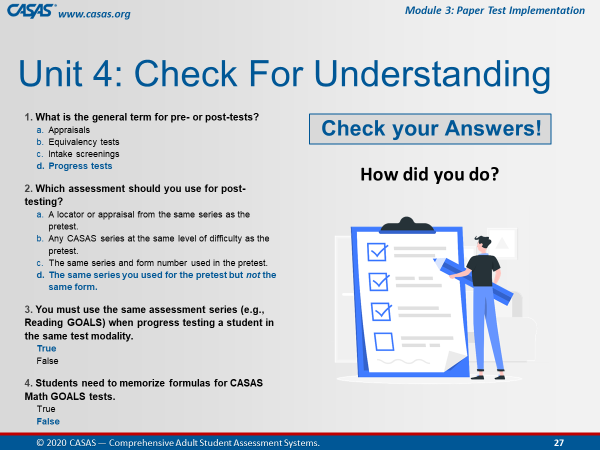 CASAS www.casas.org
Module 3: Paper Test Implementation
Unit 4: Check For Understanding
1. What is the general term for pre- or post-tests?
a. Appraisals
b. Equivalency tests
c. Intake screenings
d. Progress tests
2. Which assessment should you use for post-
testing?
a. A locator or appraisal from the same series as the
pretest.
b. Any CASAS series at the same level of difficulty as the
pretest.
c. The same series and form number used in the pretest.
d. The same series you used for the pretest but not the
same form.
3. You must use the same assessment series (e.g.,
Reading GOALS) when progress testing a student in
the same test modality.
True
False
4. Students need to memorize formulas for CASAS
Math GOALS tests.
True
False
Check your Answers!
How did you do?
© 2020 CASAS — Comprehensive Adult Student Assessment Systems.
27